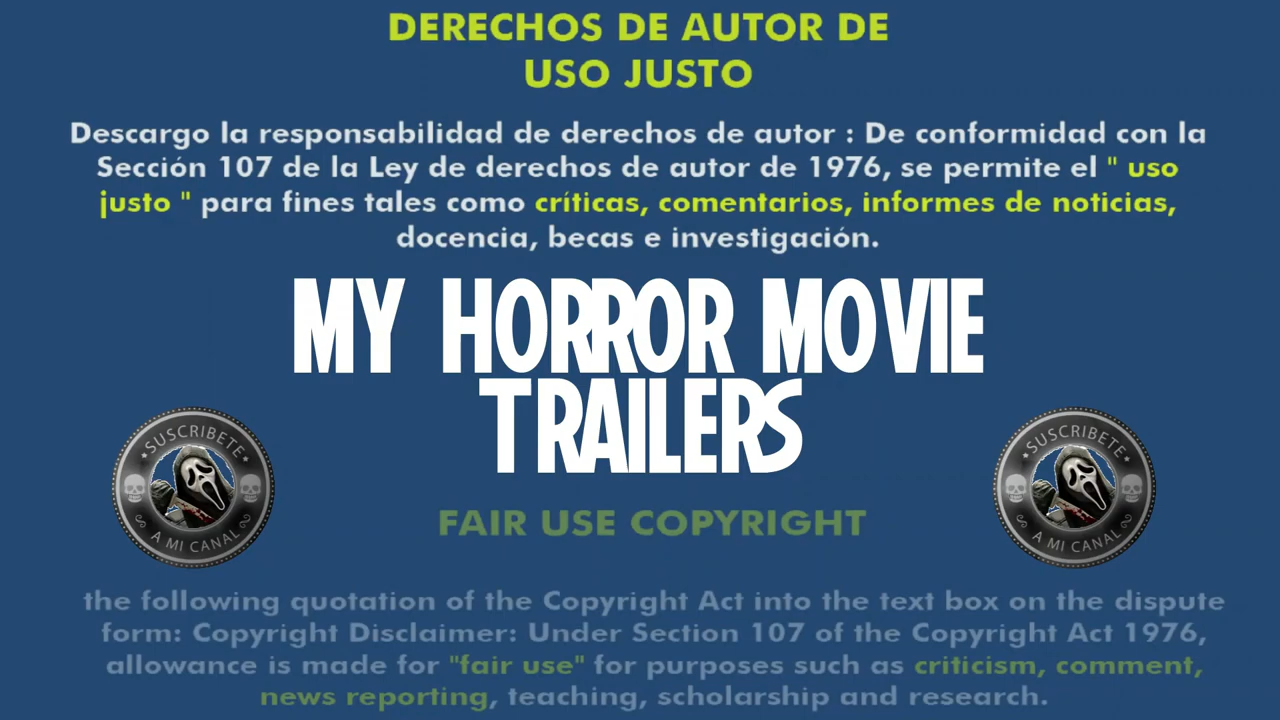 DERECHOS DE AUTOR DE
USO JUSTO
Descargo la responsabilidad de derechos de autor : De conformidad con la
Sección 107 de la Ley de derechos de autor de 1976, se permite el " uso
justo " para fines tales como críticas, comentarios, informes de noticias,
docencia, becas e investigación.
MY HORROR MOVIE
TRAILERS
SUSCRIBETE
A MI CANAL
SUSCRIBETE
A MI CANAL
FAIR USE COPYRIGHT
the following quotation of the Copyright Act into the text box on the dispute
form: Copyright Disclaimer: Under Section 107 of the Copyright Act 1976,
allowance is made for "fair use" for purposes such as criticism, comment,
news reporting, teaching, scholarship and research.